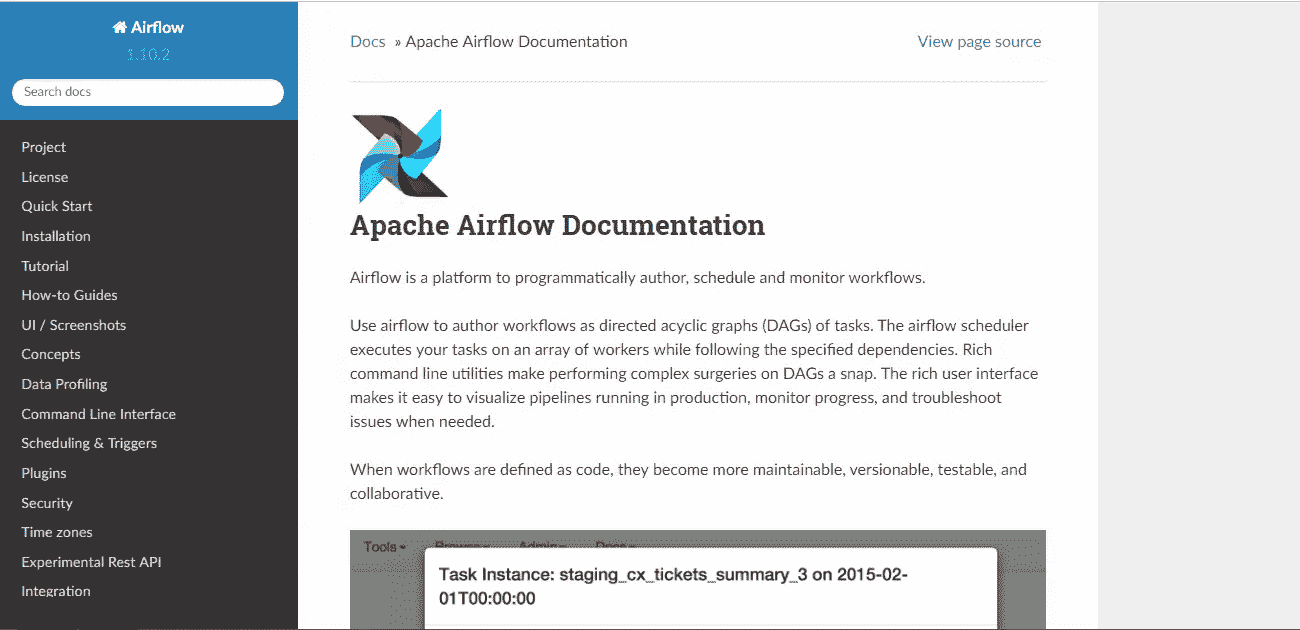 Airflow
1.10.2
Search docs
Project
License
Quick Start
Installation
Tutorial
How-to Guides
UI / Screenshots
Concepts
Data Profiling
Command Line Interface
Scheduling & Triggers
Plugins
Security
Time zones
Experimental Rest API
Integration
Docs » Apache Airflow Documentation
View page source
Apache Airflow Documentation
Airflow is a platform to programmatically author, schedule and monitor workflows.
Use airflow to author workflows as directed acyclic graphs (DAGs) of tasks. The airflow scheduler
executes your tasks on an array of workers while following the specified dependencies. Rich
command line utilities make performing complex surgeries on DAGs a snap. The rich user interface
makes it easy to visualize pipelines running in production, monitor progress, and troubleshoot
issues when needed.
When workflows are defined as code, they become more maintainable, versionable, testable, and
collaborative.
Tools Browse Admin Docs
Task Instance: staging_cx_tickets_summary_3 on 2015-02-
01T00:00:00